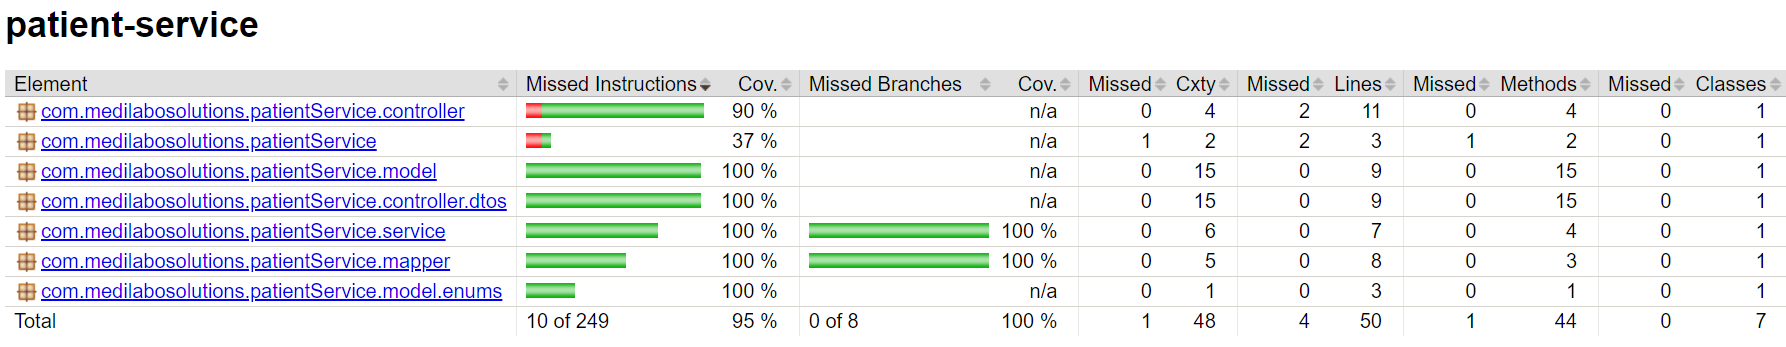 patient-service
Element Missed Instructions Cov. Missed Branches Cov. Missed Cxty Missed Lines Missed Methods Missed Classes
com.medilabosolutions.patientService.controller 90 % n/a 0 4 2 11 0 4 0 1
com.medilabosolutions.patientService 37 % n/a 1 2 2 3 1 2 0 1
com.medilabosolutions.patientService.model 100 % n/a 0 15 0 9 0 15 0 1
com.medilabosolutions.patientService.controller.dtos 100 % n/a 0 15 0 9 0 15 0 1
com.medilabosolutions.patientService.service 100 % 100 % 0 6 0 7 0 4 0 1
com.medilabosolutions.patientService.mapper 100 % 100 % 0 5 0 8 0 3 0 1
com.medilabosolutions.patientService.model.enums 100 % n/a 0 1 0 3 0 1 0 1
Total 10 of 249 95 % 0 of 8 100 % 1 48 4 50 1 44 0 7